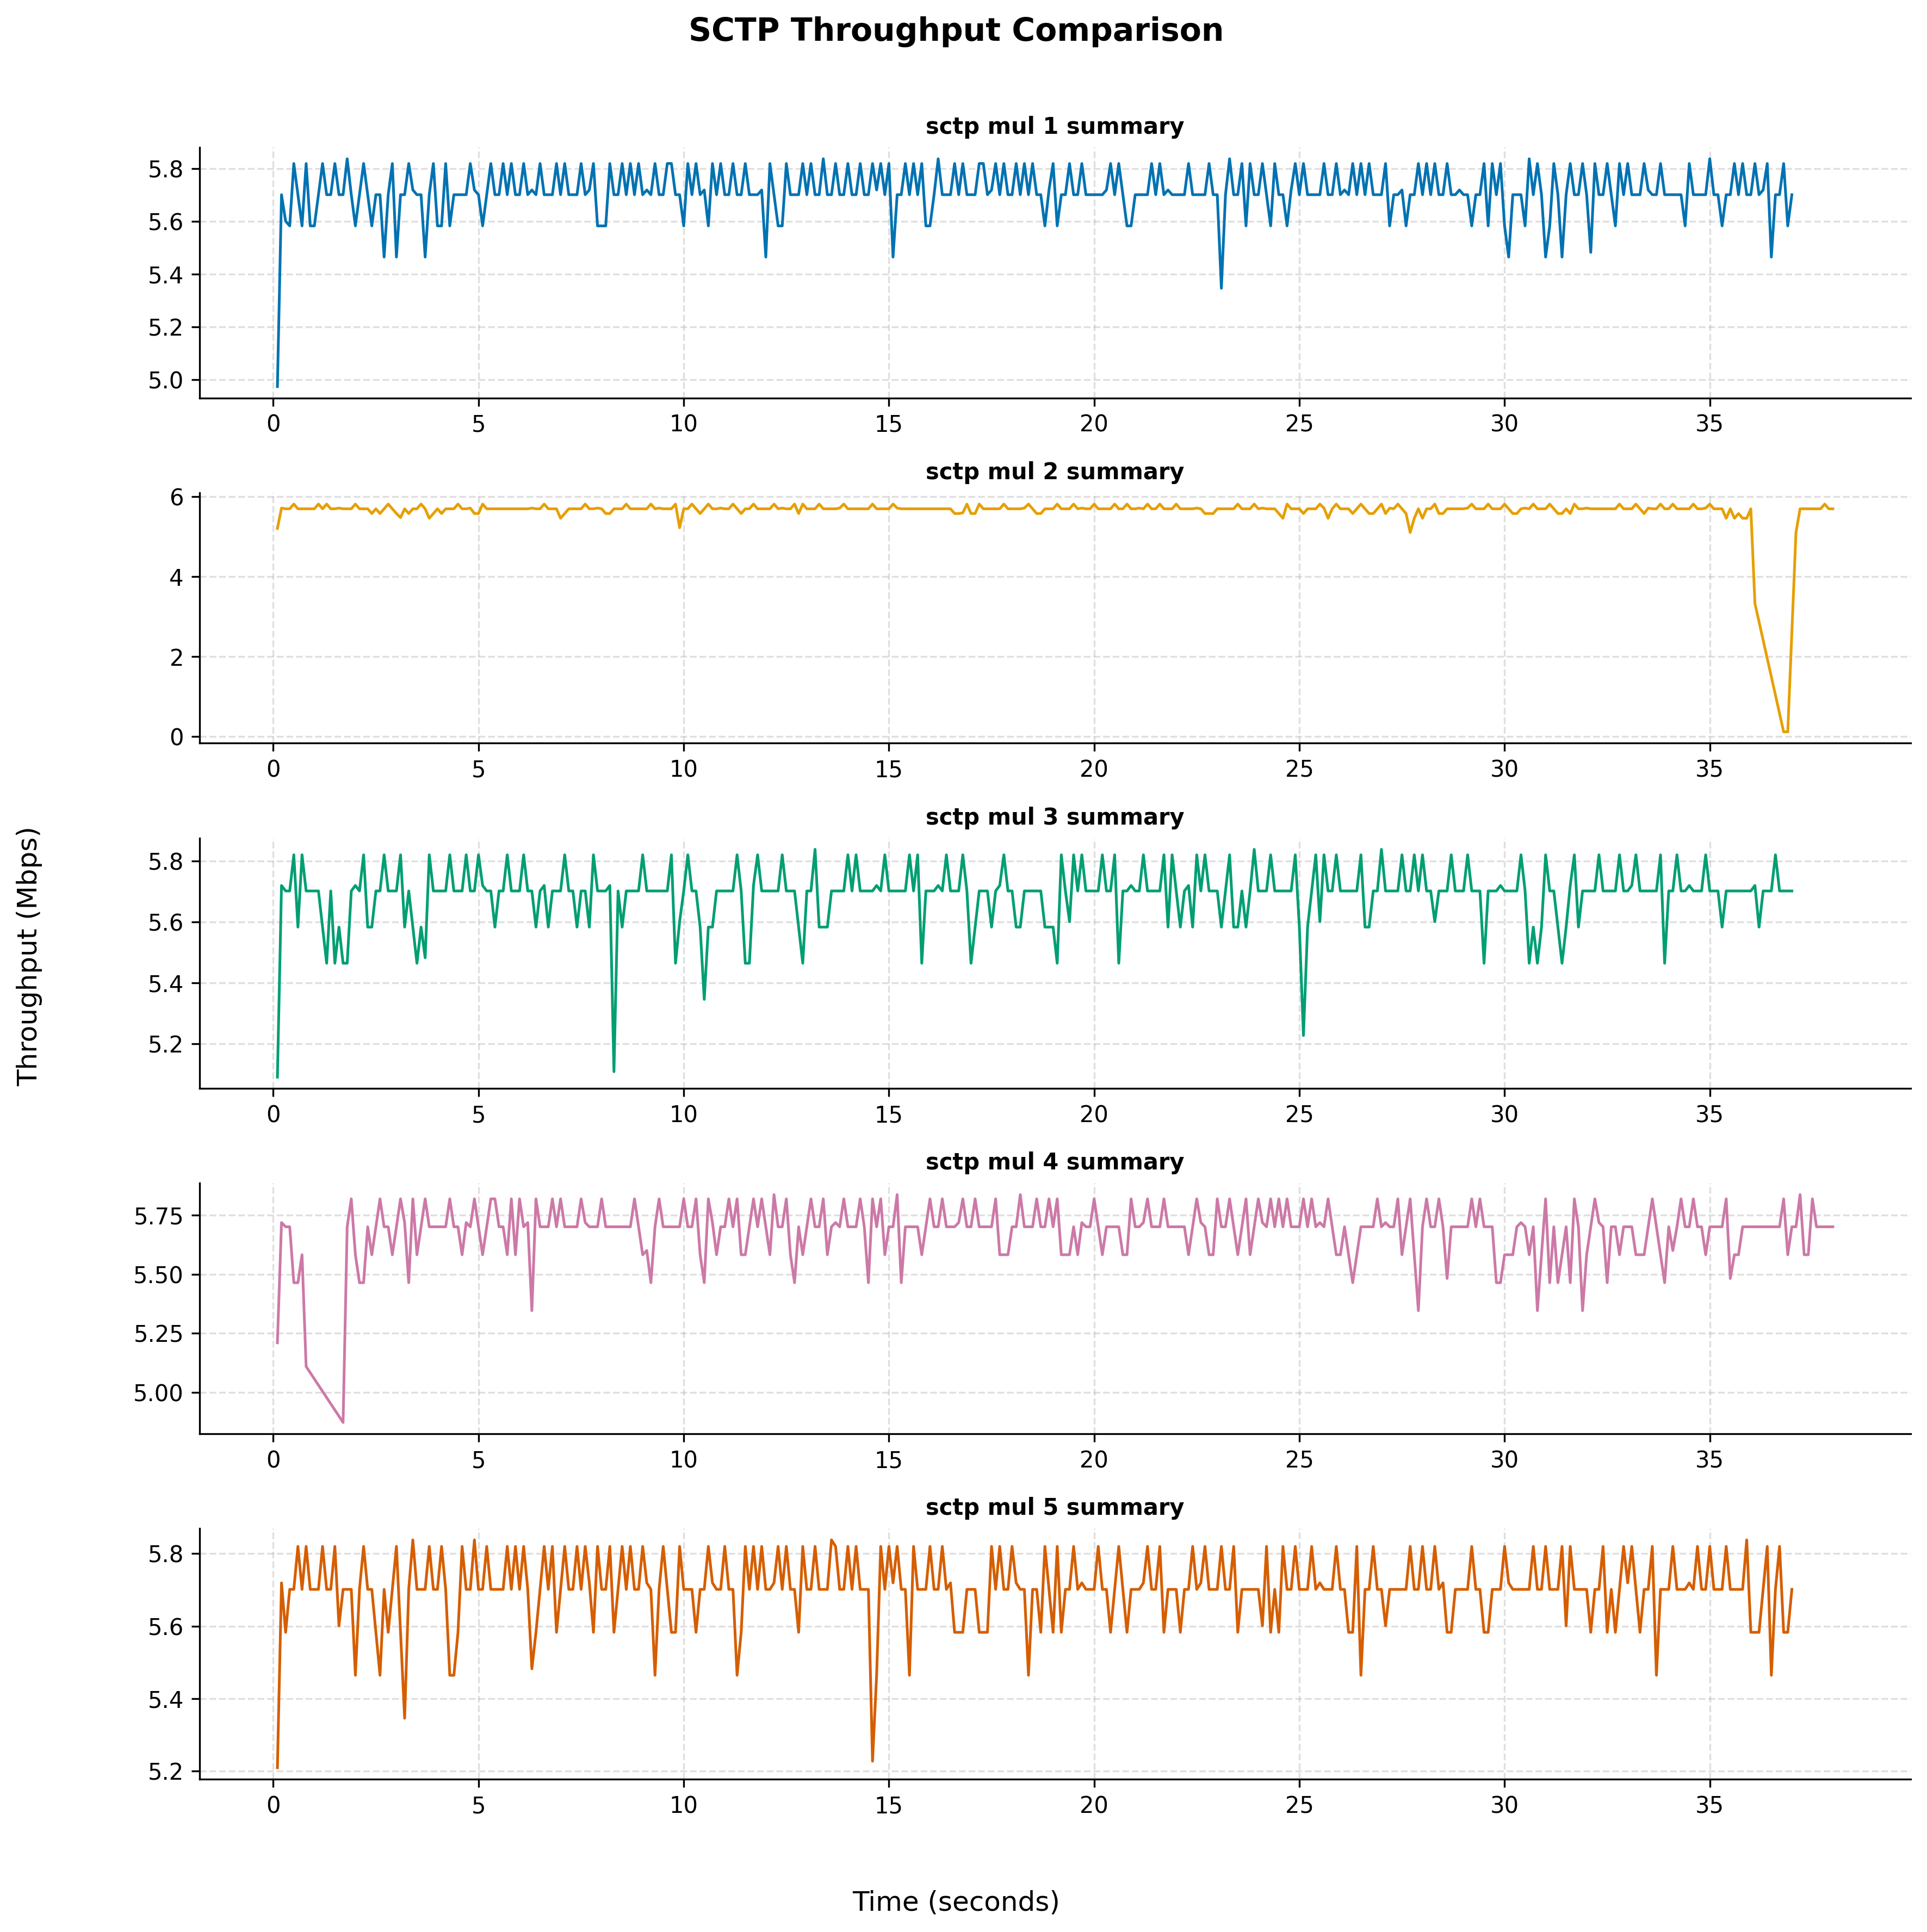 SCTP Throughput Comparison
sctp mul 1 summary
5.8
5.6
5.4
5.2
5.0
0 5 10 15 20 25 30 35
sctp mul 2 summary
6
4
2
0
0 5 10 15 20 25 30 35
Throughput (Mbps)
sctp mul 3 summary
5.8
5.6
5.4
5.2
0 5 10 15 20 25 30 35
sctp mul 4 summary
5.75
5.50
5.25
5.00
0 5 10 15 20 25 30 35
sctp mul 5 summary
5.8
5.6
5.4
5.2
0 5 10 15 20 25 30 35
Time (seconds)